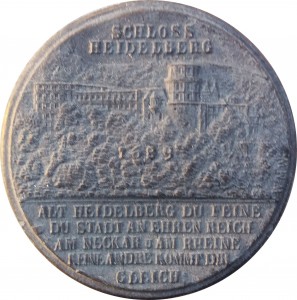 SCHLOSS
HEIDELBERG
1689
ALT HEIDELBERG DU FEINE
DU STADT AN EHREN REICH
AM NECKAR U AN RHEINE
KEINE ANDRE KOMMT DIR
GLEICH